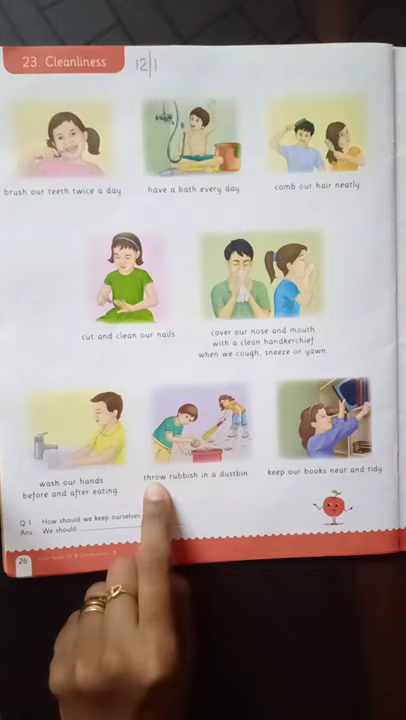 23. Cleanliness
12/1
brush our teeth twice a day.
have a bath every day.
comb our hair neatly.
cut and clean our nails.
cover our nose and mouth
with a clean handkerchief
when we cough, sneeze or yawn.
wash our hands
before and after eating.
throw rubbish in a dustbin.
keep our books neat and tidy.
Q.1 How should we keep ourselves
Ans We should
26